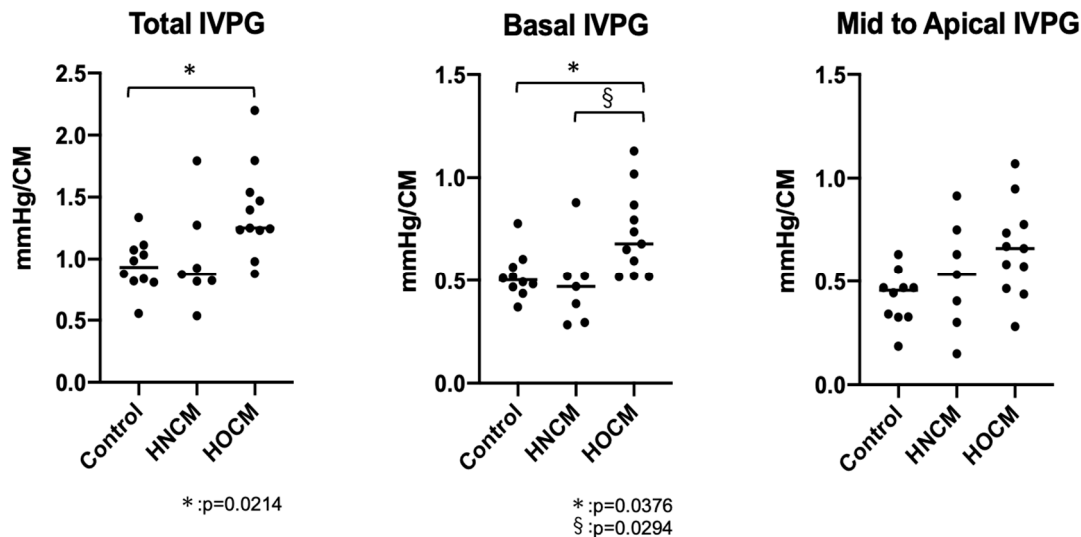 Total IVPG
Basal IVPG
Mid to Apical IVPG
mmHg/CM
2.5
2.0
1.5
1.0
0.5
0.0
*
Control
HNCM
HOCM
*:p=0.0214
mmHg/CM
1.5
1.0
0.5
0.0
*
§
Control
HNCM
HOCM
*:p=0.0376
§:p=0.0294
mmHg/CM
1.5
1.0
0.5
0.0
Control
HNCM
HOCM